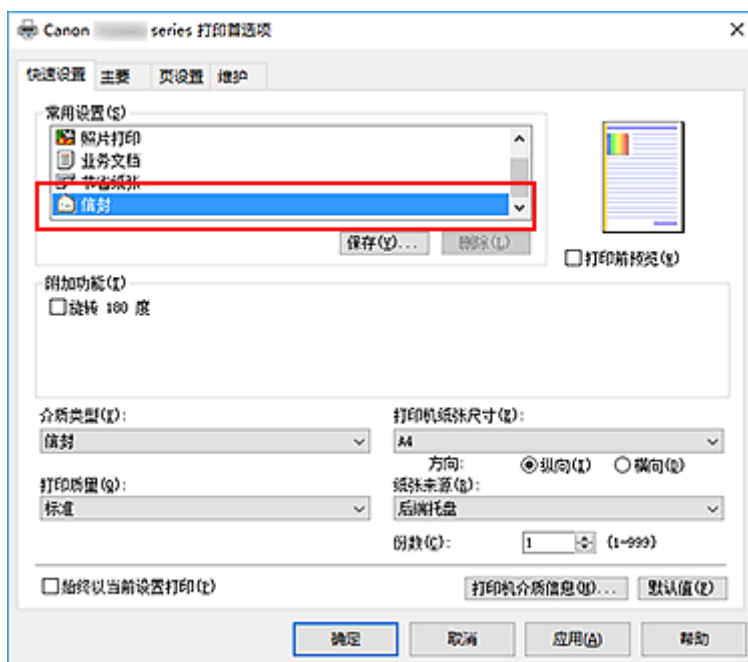 Canon series 打印首选项
快速设置 主要 页设置 维护
常用设置(S)
照片打印
业务文档
节省纸张
信封
保存(V)... 删除(L)
打印前预览(W)
附加功能(T)
旋转 180 度
介质类型(Y): 打印机纸张尺寸(Z):
信封 A4
方向: 纵向(I) 横向(D)
打印质量(Q): 纸张来源(B):
标准 后端托盘
份数(C): 1 (1-999)
始终以当前设置打印(P)
打印机介质信息(M)... 默认值(F)
确定 取消 应用(A) 帮助